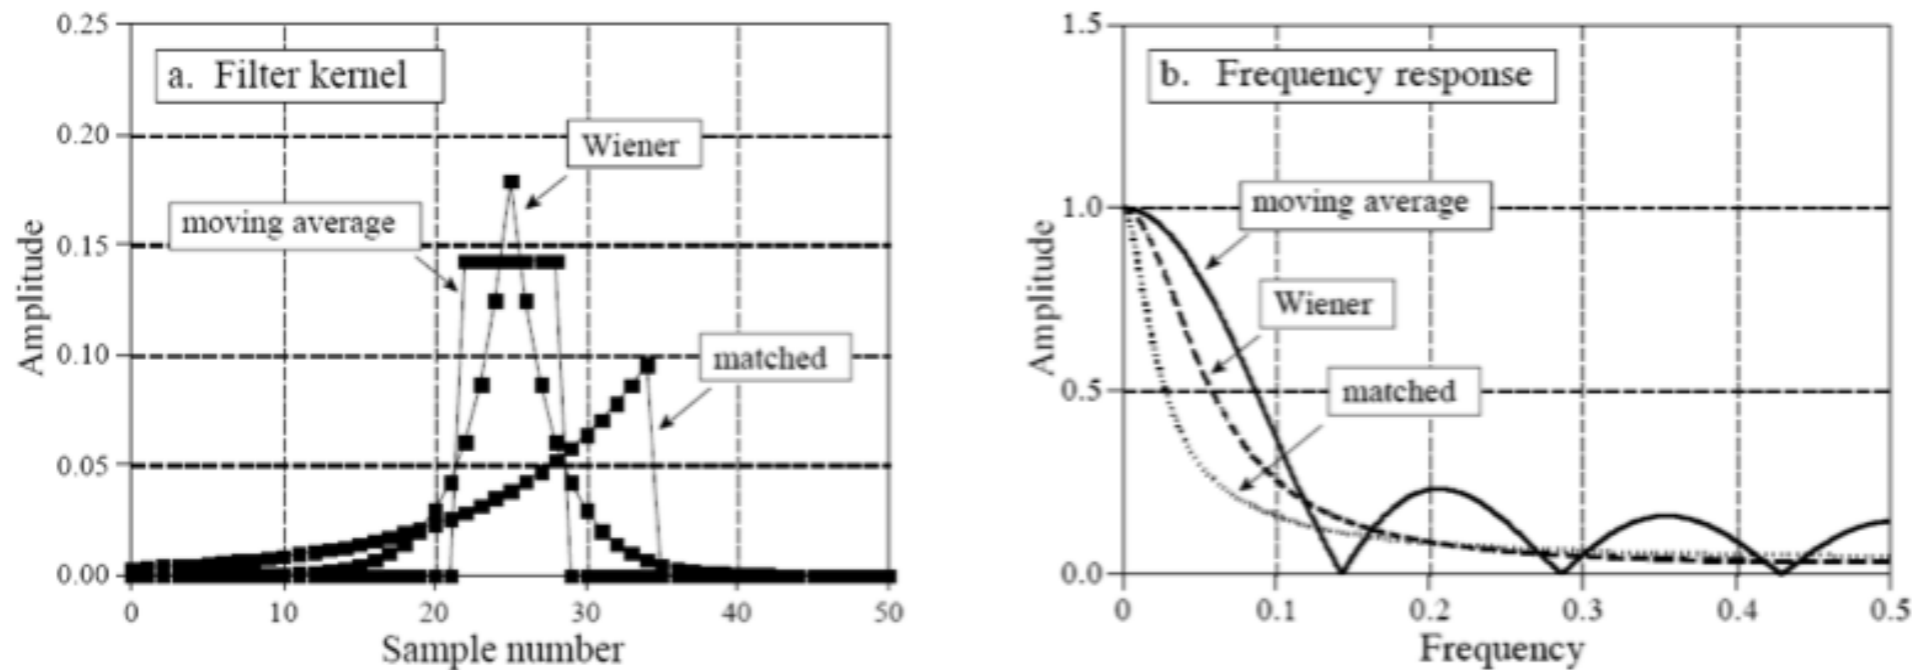 a. Filter kernel
Amplitude
0.25
0.20
0.15
0.10
0.05
0.00
Wiener
moving average
matched
0 10 20 30 40 50
Sample number
b. Frequency response
Amplitude
1.5
1.0
0.5
0.0
moving average
Wiener
matched
0 0.1 0.2 0.3 0.4 0.5
Frequency